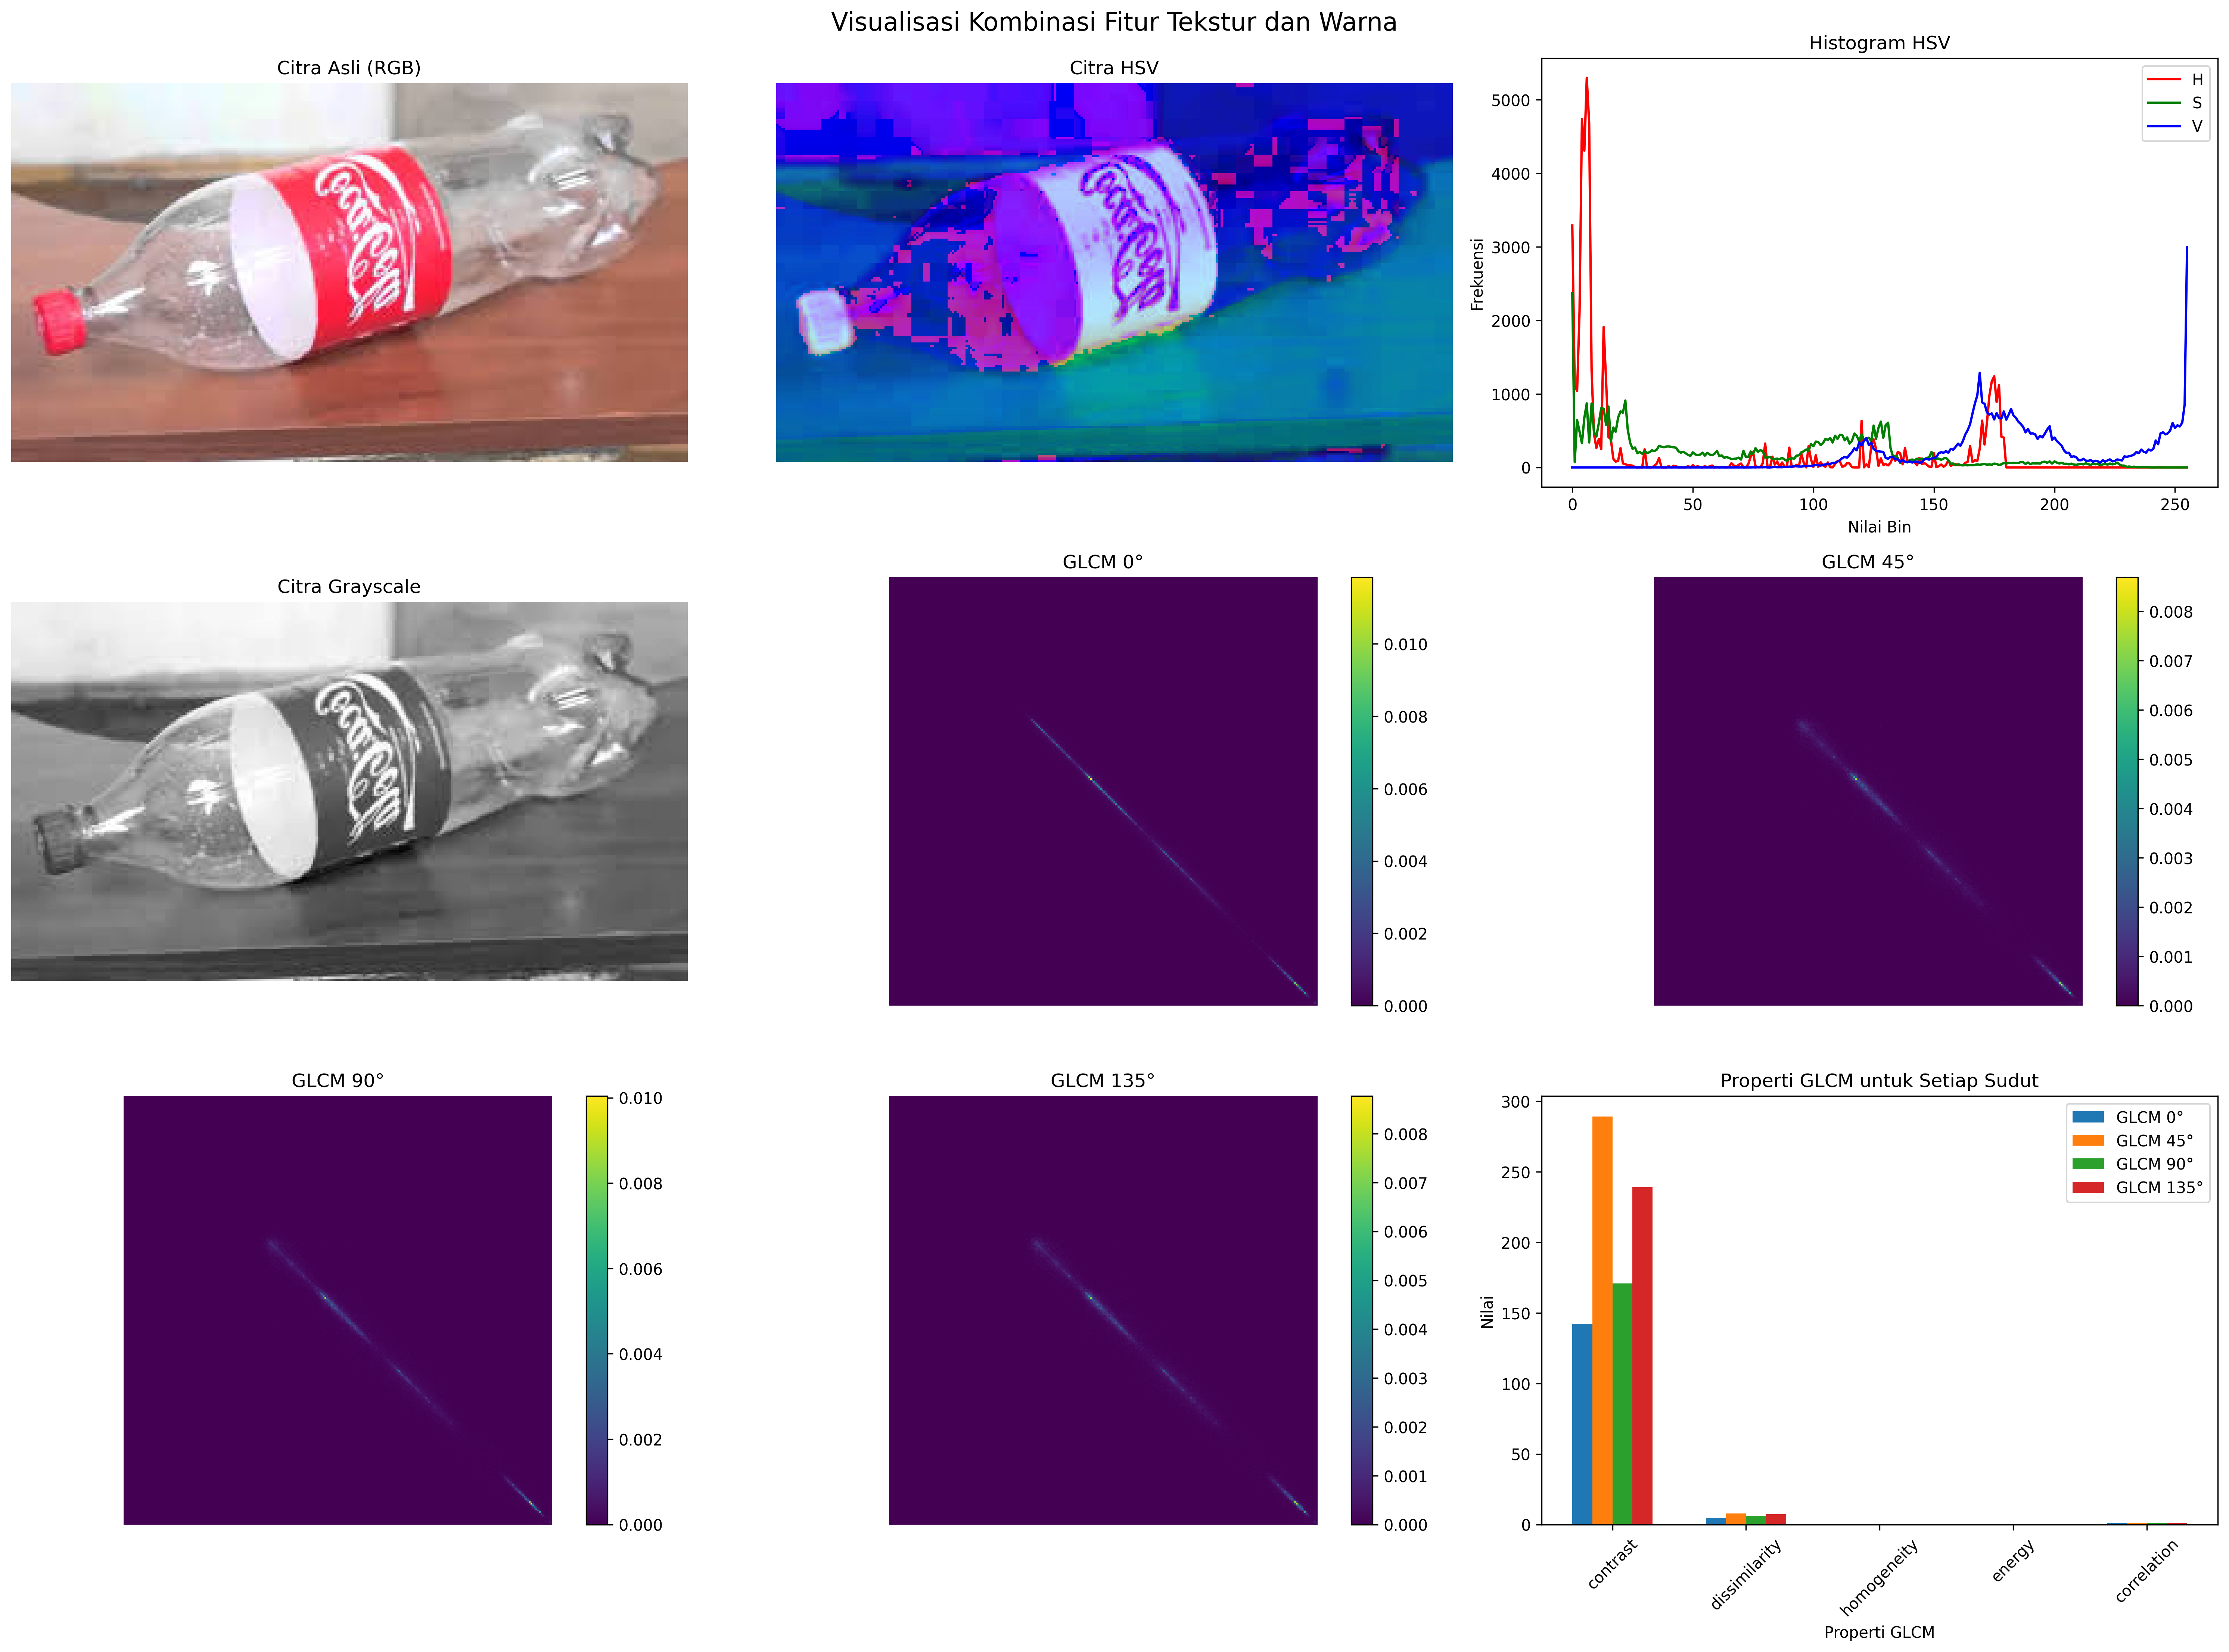 Visualisasi Kombinasi Fitur Tekstur dan Warna
Citra Asli (RGB)
Coca-Cola
Citra HSV
Coca-Cola
Histogram HSV
H
S
V
5000
4000
3000
2000
1000
0
Frekuensi
0 50 100 150 200 250
Nilai Bin
Citra Grayscale
Coca-Cola
GLCM 0°
0.010
0.008
0.006
0.004
0.002
0.000
GLCM 45°
0.008
0.007
0.006
0.005
0.004
0.003
0.002
0.001
0.000
GLCM 90°
0.010
0.008
0.006
0.004
0.002
0.000
GLCM 135°
0.008
0.007
0.006
0.005
0.004
0.003
0.002
0.001
0.000
Properti GLCM untuk Setiap Sudut
GLCM 0°
GLCM 45°
GLCM 90°
GLCM 135°
300
250
200
150
100
50
0
Nilai
contrast
dissimilarity
homogeneity
energy
correlation
Properti GLCM